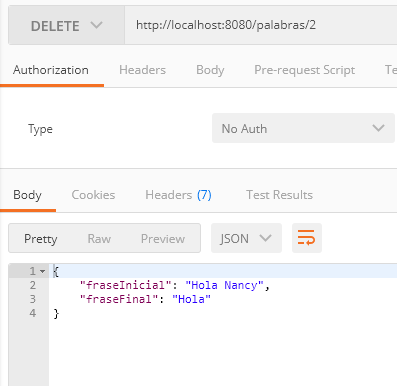 DELETE http://localhost:8080/palabras/2
Authorization Headers Body Pre-request Script Te
Type No Auth
Body Cookies Headers (7) Test Results
Pretty Raw Preview JSON
1 {
2 "fraseInicial": "Hola Nancy",
3 "fraseFinal": "Hola"
4 }